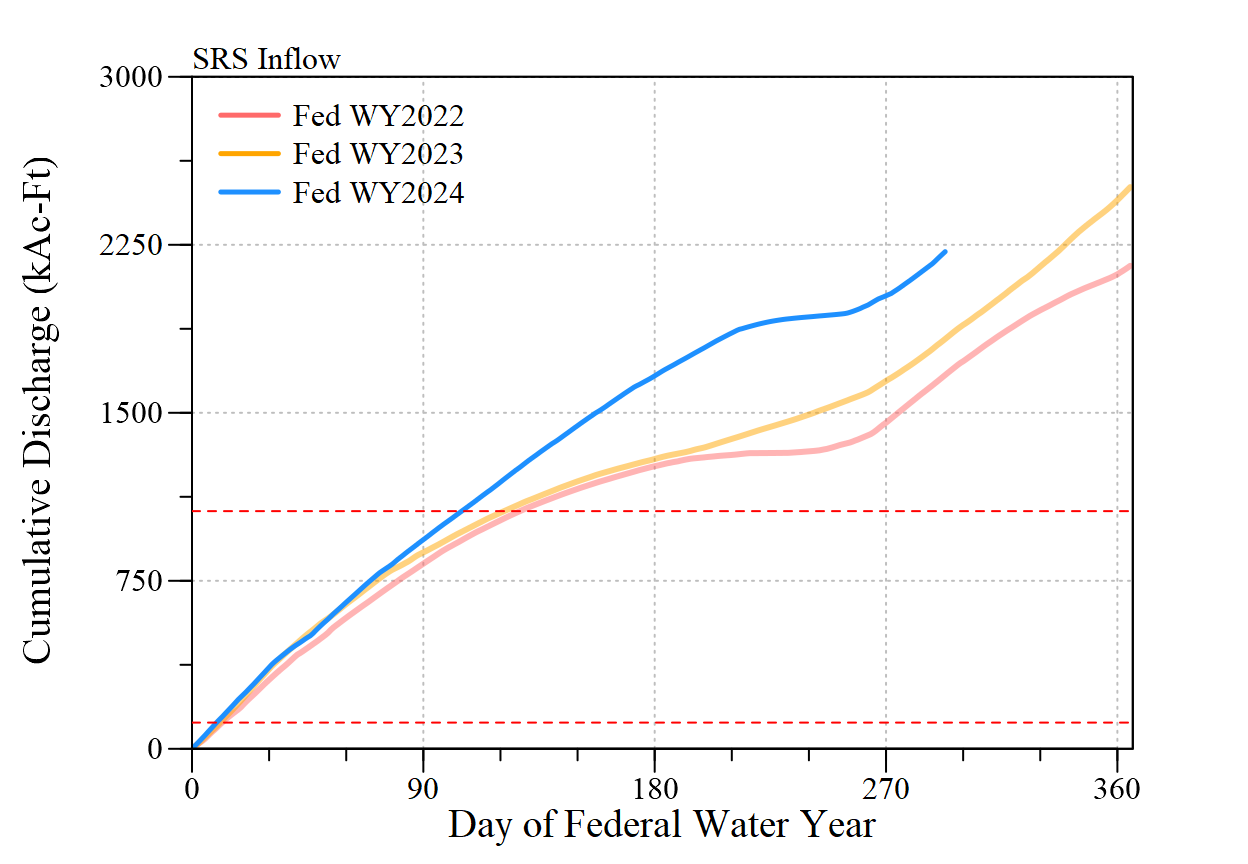 SRS Inflow
3000
Fed WY2022
Fed WY2023
Fed WY2024
2250
1500
750
0
0 90 180 270 360
Day of Federal Water Year
Cumulative Discharge (kAc-Ft)